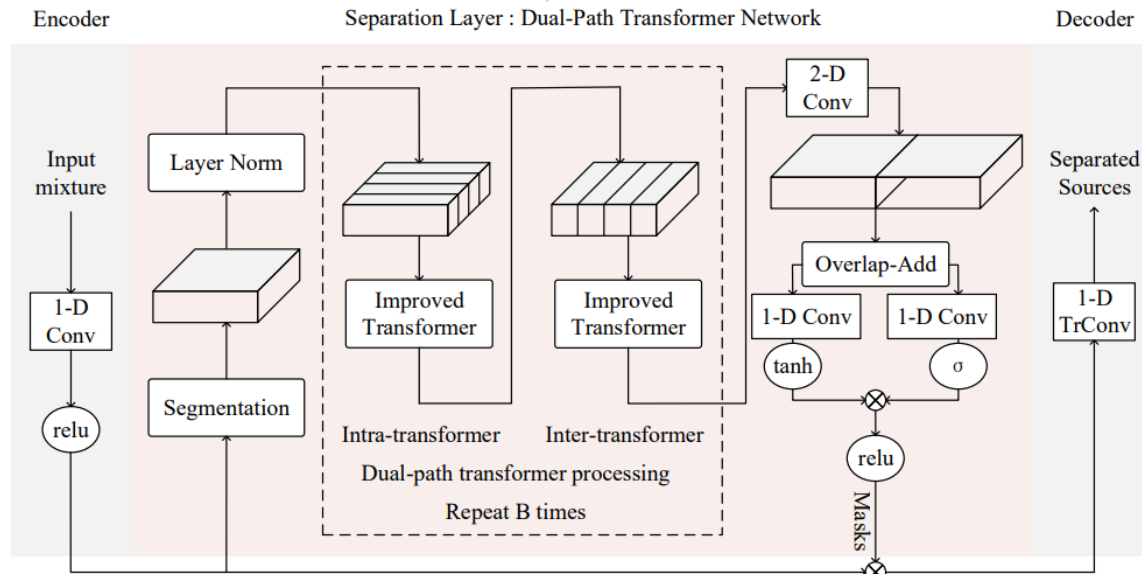 Encoder
Separation Layer : Dual-Path Transformer Network
Decoder
Input
mixture
1-D
Conv
relu
Layer Norm
Segmentation
Improved
Transformer
Intra-transformer
Improved
Transformer
Inter-transformer
Dual-path transformer processing
Repeat B times
2-D
Conv
Overlap-Add
1-D Conv
1-D Conv
tanh
σ
relu
Masks
Separated
Sources
1-D
TrConv